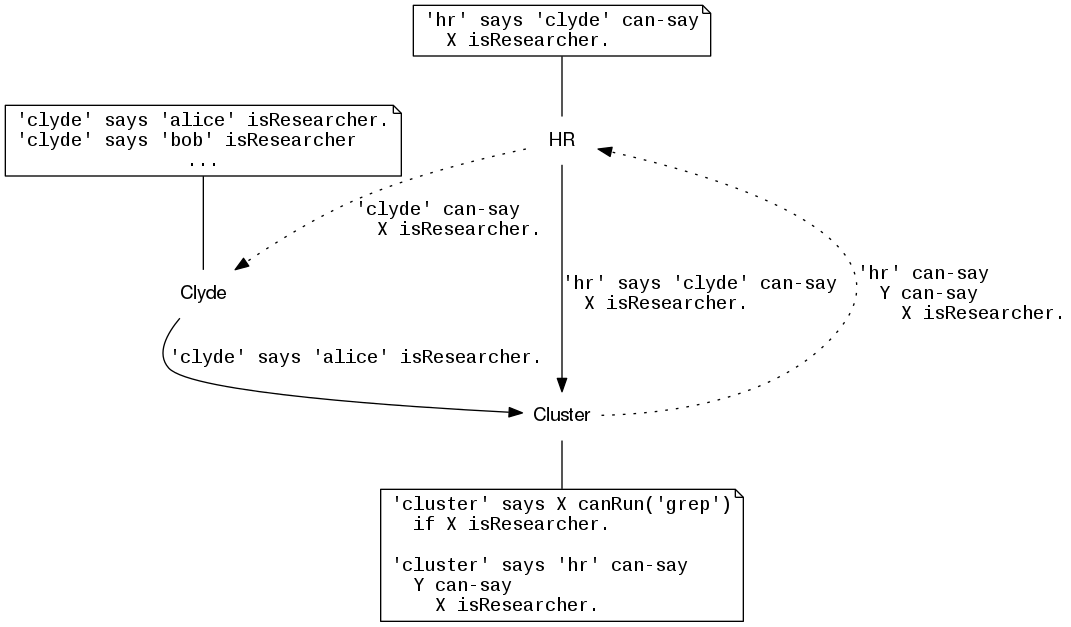 'hr' says 'clyde' can-say
X isResearcher.
'clyde' says 'alice' isResearcher.
'clyde' says 'bob' isResearcher
...
HR
'clyde' can-say
X isResearcher.
Clyde
'hr' says 'clyde' can-say
X isResearcher.
'hr' can-say
Y can-say
X isResearcher.
'clyde' says 'alice' isResearcher.
Cluster
'cluster' says X canRun('grep')
if X isResearcher.
'cluster' says 'hr' can-say
Y can-say
X isResearcher.